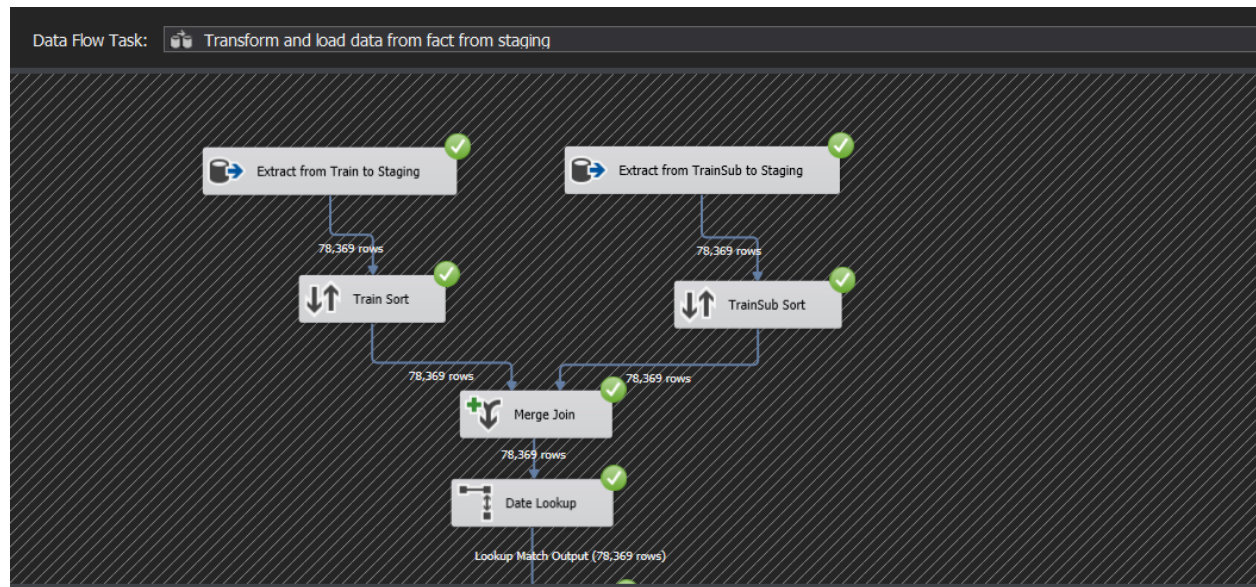 Data Flow Task: Transform and load data from fact from staging
Extract from Train to Staging
Extract from TrainSub to Staging
78,369 rows
78,369 rows
Train Sort
TrainSub Sort
78,369 rows
78,369 rows
Merge Join
78,369 rows
Date Lookup
Lookup Match Output (78,369 rows)